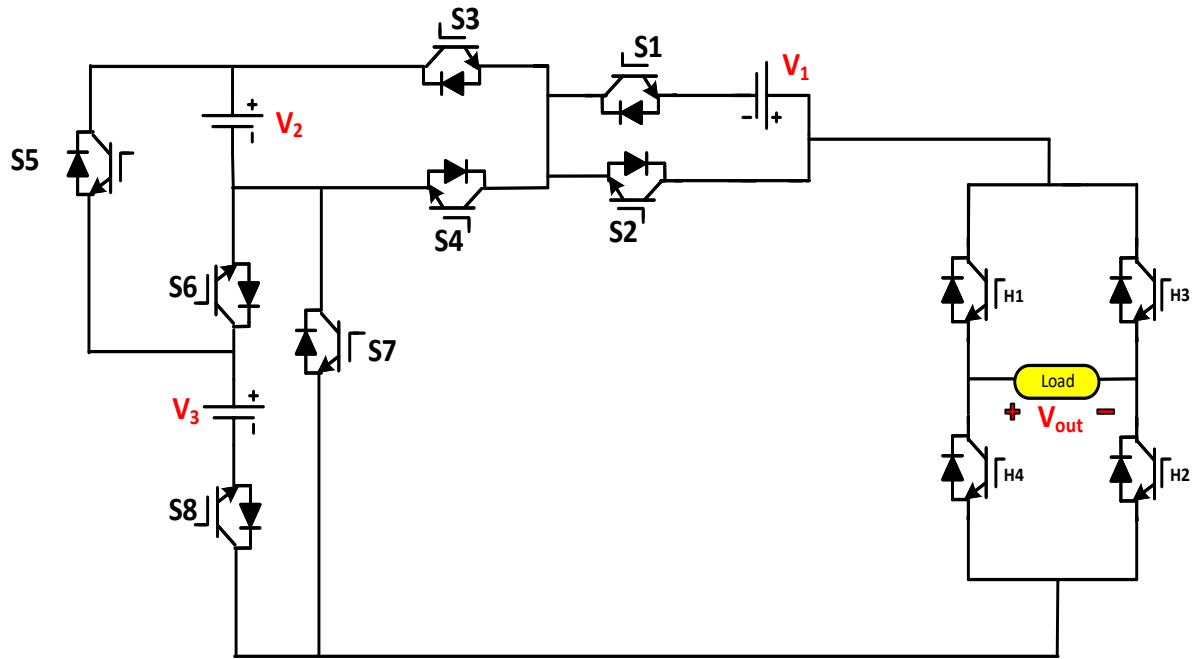 S3
S1
V1
+
V2
- +
S5
S4
S2
S6
H1
H3
S7
Load
+
V3
+ Vout -
H4
H2
S8